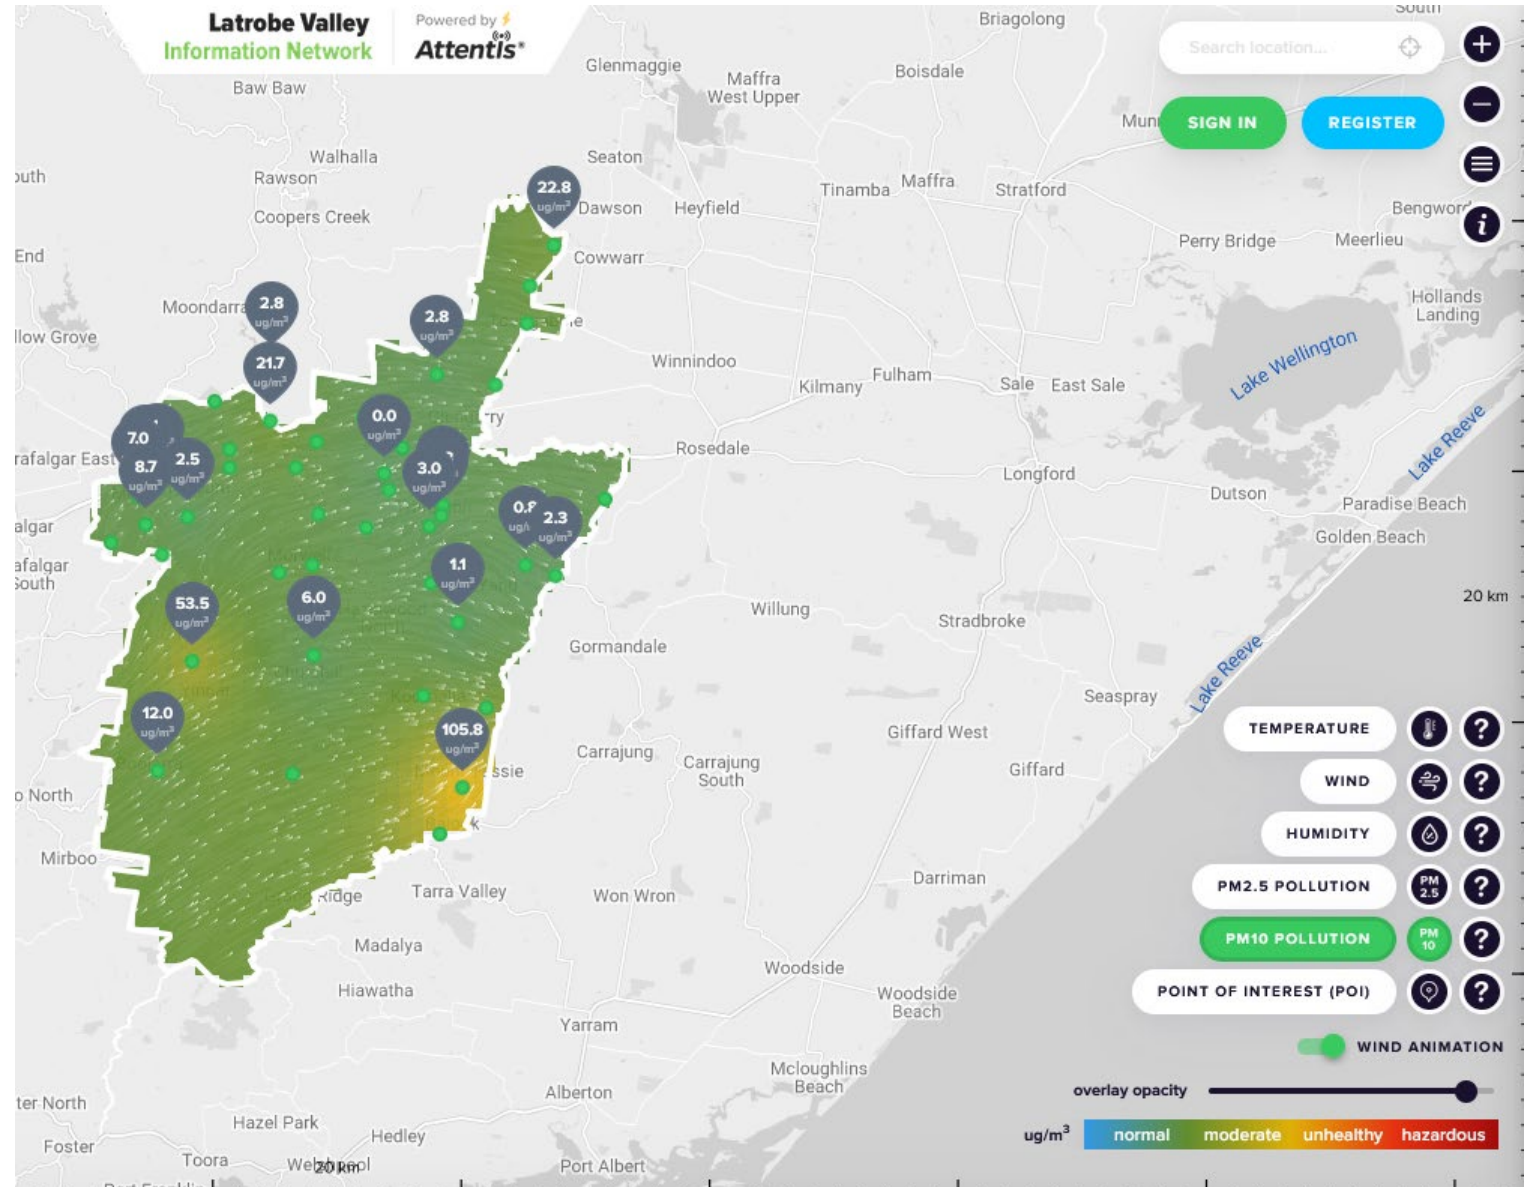 Latrobe Valley
Information Network
Powered by
Attentis®
South
Briagolong
Glenmaggie
Boisdale
Maffra
West Upper
Baw Baw
Search location...
SIGN IN
REGISTER
Walhalla
Seaton
Rawson
Tinamba
Maffra
Stratford
Coopers Creek
22.8
ug/m³
Dawson
Heyfield
Bengword
Perry Bridge
Meerlieu
End
Cowwarr
Hollands
Landing
Moondarra
2.8
ug/m³
2.8
ug/m³
llow Grove
Lake Wellington
21.7
ug/m³
Winnindoo
Fulham
Kilmany
Sale
East Sale
0.0
ug/m³
Lake Reeve
7.0
rafalgar East
8.7
ug/m³
2.5
ug/m³
3.0
ug/m³
Rosedale
Longford
Dutson
Paradise Beach
Golden Beach
2.3
ug/m³
algar
afalgar
South
1.1
ug/m³
53.5
ug/m³
6.0
ug/m³
20 km
Willung
Stradbroke
Gormandale
Lake Reeve
Seaspray
12.0
ug/m³
105.8
ug/m³
Giffard West
Carrajung
Carrajung
South
ssie
Giffard
TEMPERATURE
?
WIND
?
HUMIDITY
?
PM2.5 POLLUTION
PM
2.5
?
PM10 POLLUTION
PM
10
?
POINT OF INTEREST (POI)
?
o North
Mirboo
Ridge
Tarra Valley
Won Wron
Darriman
Madalya
Woodside
Hiawatha
Woodside
Beach
Yarram
WIND ANIMATION
Mcloughlins
Beach
Alberton
overlay opacity
ter North
Hazel Park
Hedley
ug/m³
normal
moderate
unhealthy
hazardous
Foster
Toora
20 km
Port Albert